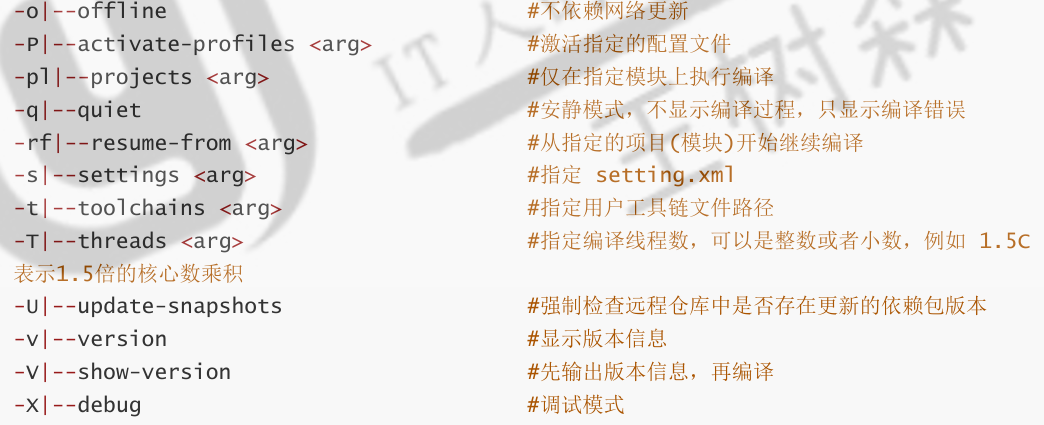 -o|--offline #不依赖网络更新
-P|--activate-profiles <arg> #激活指定的配置文件
-pl|--projects <arg> #仅在指定模块上执行编译
-q|--quiet #安静模式，不显示编译过程，只显示编译错误
-rf|--resume-from <arg> #从指定的项目(模块)开始继续编译
-s|--settings <arg> #指定 setting.xml
-t|--toolchains <arg> #指定用户工具链文件路径
-T|--threads <arg> #指定编译线程数，可以是整数或者小数，例如 1.5C
表示1.5倍的核心数乘积
-U|--update-snapshots #强制检查远程仓库中是否存在更新的依赖包版本
-v|--version #显示版本信息
-V|--show-version #先输出版本信息，再编译
-X|--debug #调试模式
IT人
王树森